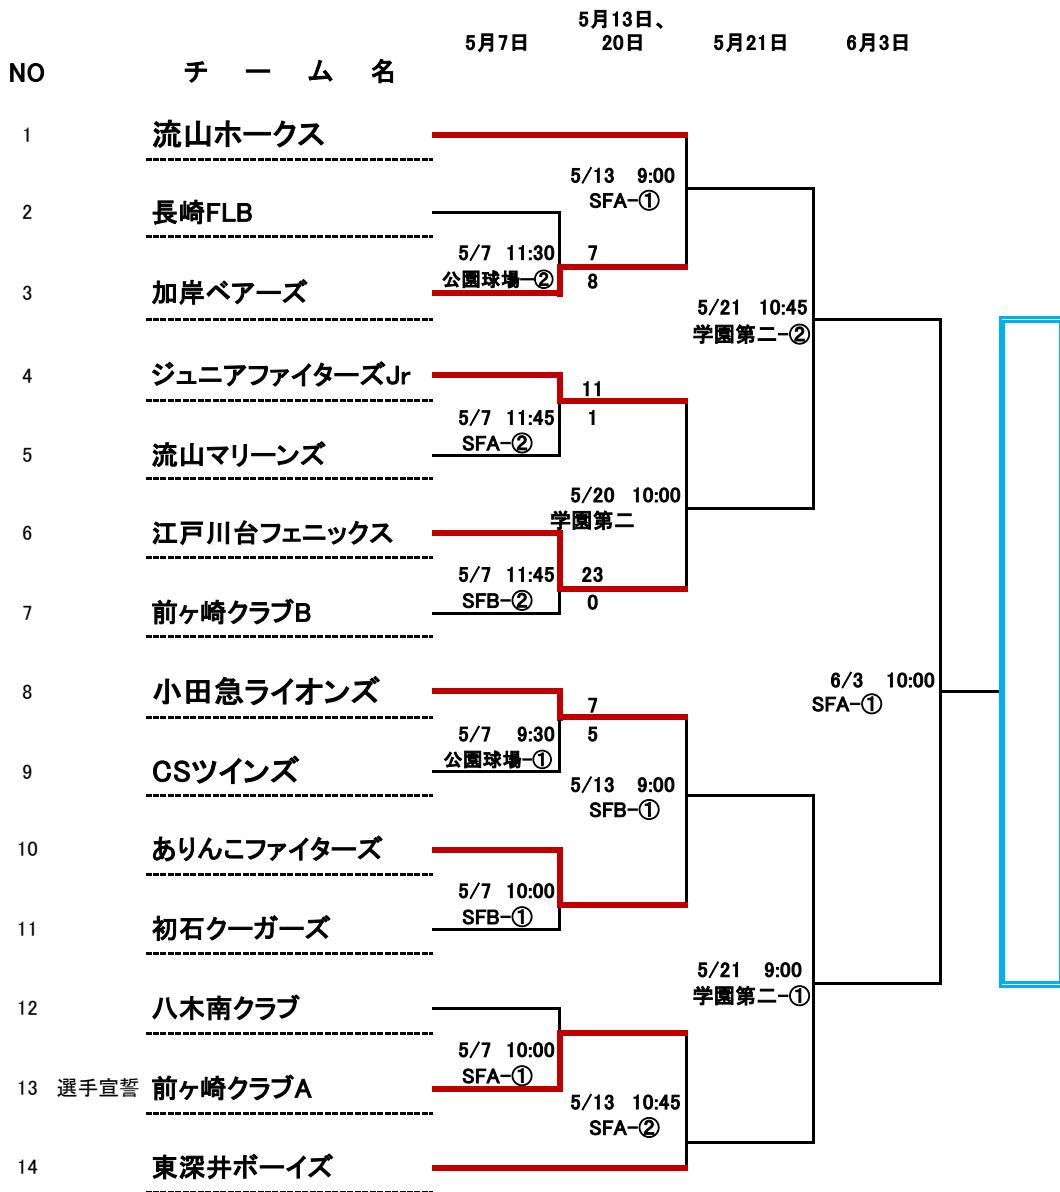 5月7日
5月13日、
20日
5月21日
6月3日
NO チ ー ム 名
1 流山ホークス
5/13 9:00
SFA-①
2 長崎FLB
5/7 11:30 7
公園球場-② 8
3 加岸ベアーズ
5/21 10:45
学園第二-②
4 ジュニアファイターズJr
11
5/7 11:45 1
SFA-②
5 流山マリーンズ
5/20 10:00
学園第二
6 江戸川台フェニックス
5/7 11:45 23
SFB-② 0
7 前ヶ崎クラブB
6/3 10:00
SFA-①
8 小田急ライオンズ
7
5/7 9:30 5
公園球場-①
9 CSツインズ
5/13 9:00
SFB-①
10 ありんこファイターズ
5/7 10:00
SFB-①
11 初石クーガーズ
5/21 9:00
学園第二-①
12 八木南クラブ
5/7 10:00
SFA-①
13 選手宣誓 前ヶ崎クラブA
5/13 10:45
SFA-②
14 東深井ボーイズ